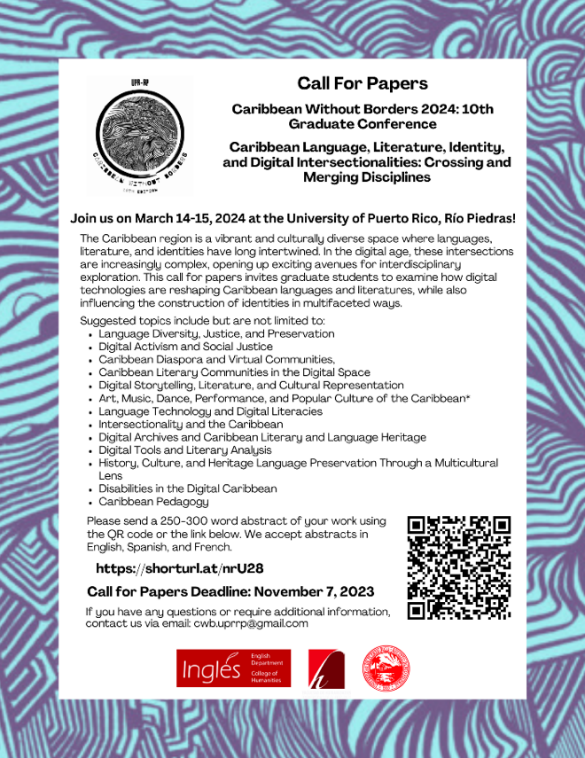 UPR-RP
CARIBBEAN WITHOUT BORDERS
10TH EDITION
Call For Papers
Caribbean Without Borders 2024: 10th
Graduate Conference
Caribbean Language, Literature, Identity,
and Digital Intersectionalities: Crossing and
Merging Disciplines
Join us on March 14-15, 2024 at the University of Puerto Rico, Río Piedras!
The Caribbean region is a vibrant and culturally diverse space where languages,
literature, and identities have long intertwined. In the digital age, these intersections
are increasingly complex, opening up exciting avenues for interdisciplinary
exploration. This call for papers invites graduate students to examine how digital
technologies are reshaping Caribbean languages and literatures, while also
influencing the construction of identities in multifaceted ways.
Suggested topics include but are not limited to:
• Language Diversity, Justice, and Preservation
• Digital Activism and Social Justice
• Caribbean Diaspora and Virtual Communities,
• Caribbean Literary Communities in the Digital Space
• Digital Storytelling, Literature, and Cultural Representation
• Art, Music, Dance, Performance, and Popular Culture of the Caribbean*
• Language Technology and Digital Literacies
• Intersectionality and the Caribbean
• Digital Archives and Caribbean Literary and Language Heritage
• Digital Tools and Literary Analysis
• History, Culture, and Heritage Language Preservation Through a Multicultural
Lens
• Disabilities in the Digital Caribbean
• Caribbean Pedagogy
Please send a 250-300 word abstract of your work using
the QR code or the link below. We accept abstracts in
English, Spanish, and French.
https://shorturl.at/nrU28
Call for Papers Deadline: November 7, 2023
If you have any questions or require additional information,
contact us via email: cwb.uprrp@gmail.com
Inglés
English
Department
College of
Humanities
h